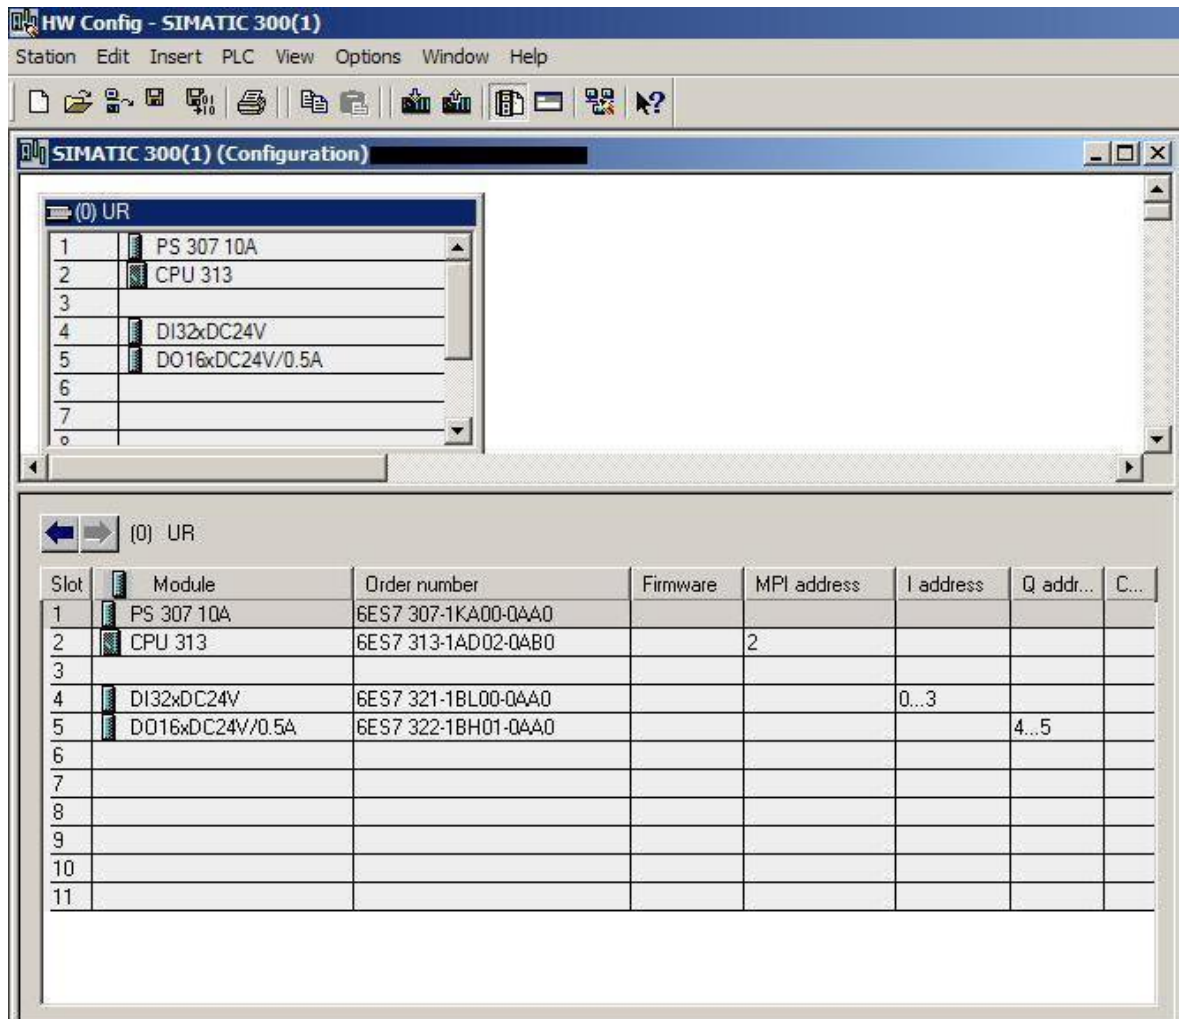 HW Config - SIMATIC 300(1)
Station Edit Insert PLC View Options Window Help
SIMATIC 300(1) (Configuration)
(0) UR
1 PS 307 10A
2 CPU 313
3
4 DI32xDC24V
5 DO16xDC24V/0.5A
6
7
(0) UR
Slot Module Order number Firmware MPI address I address Q addr... C...
1 PS 307 10A 6ES7 307-1KA00-0AA0
2 CPU 313 6ES7 313-1AD02-0AB0 2
3
4 DI32xDC24V 6ES7 321-1BL00-0AA0 0...3
5 DO16xDC24V/0.5A 6ES7 322-1BH01-0AA0 4...5
6
7
8
9
10
11